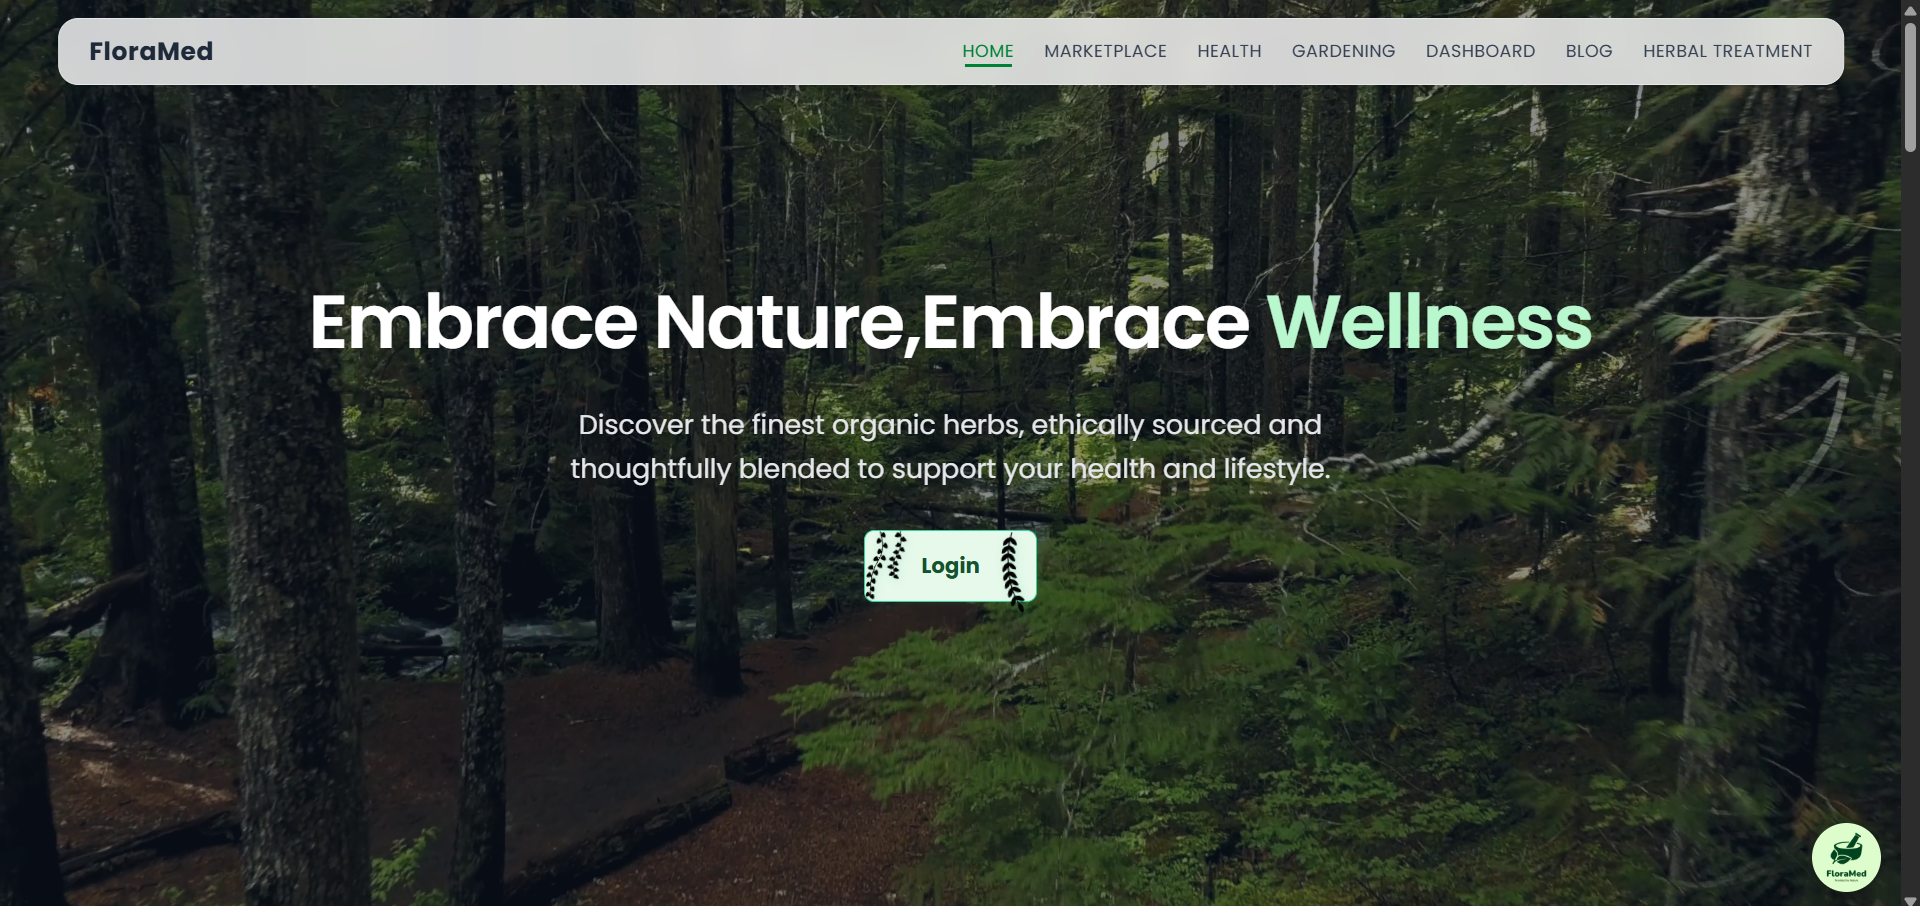 FloraMed
HOME MARKETPLACE HEALTH GARDENING DASHBOARD BLOG HERBAL TREATMENT
Embrace Nature,Embrace Wellness
Discover the finest organic herbs, ethically sourced and
thoughtfully blended to support your health and lifestyle.
Login
FloraMed